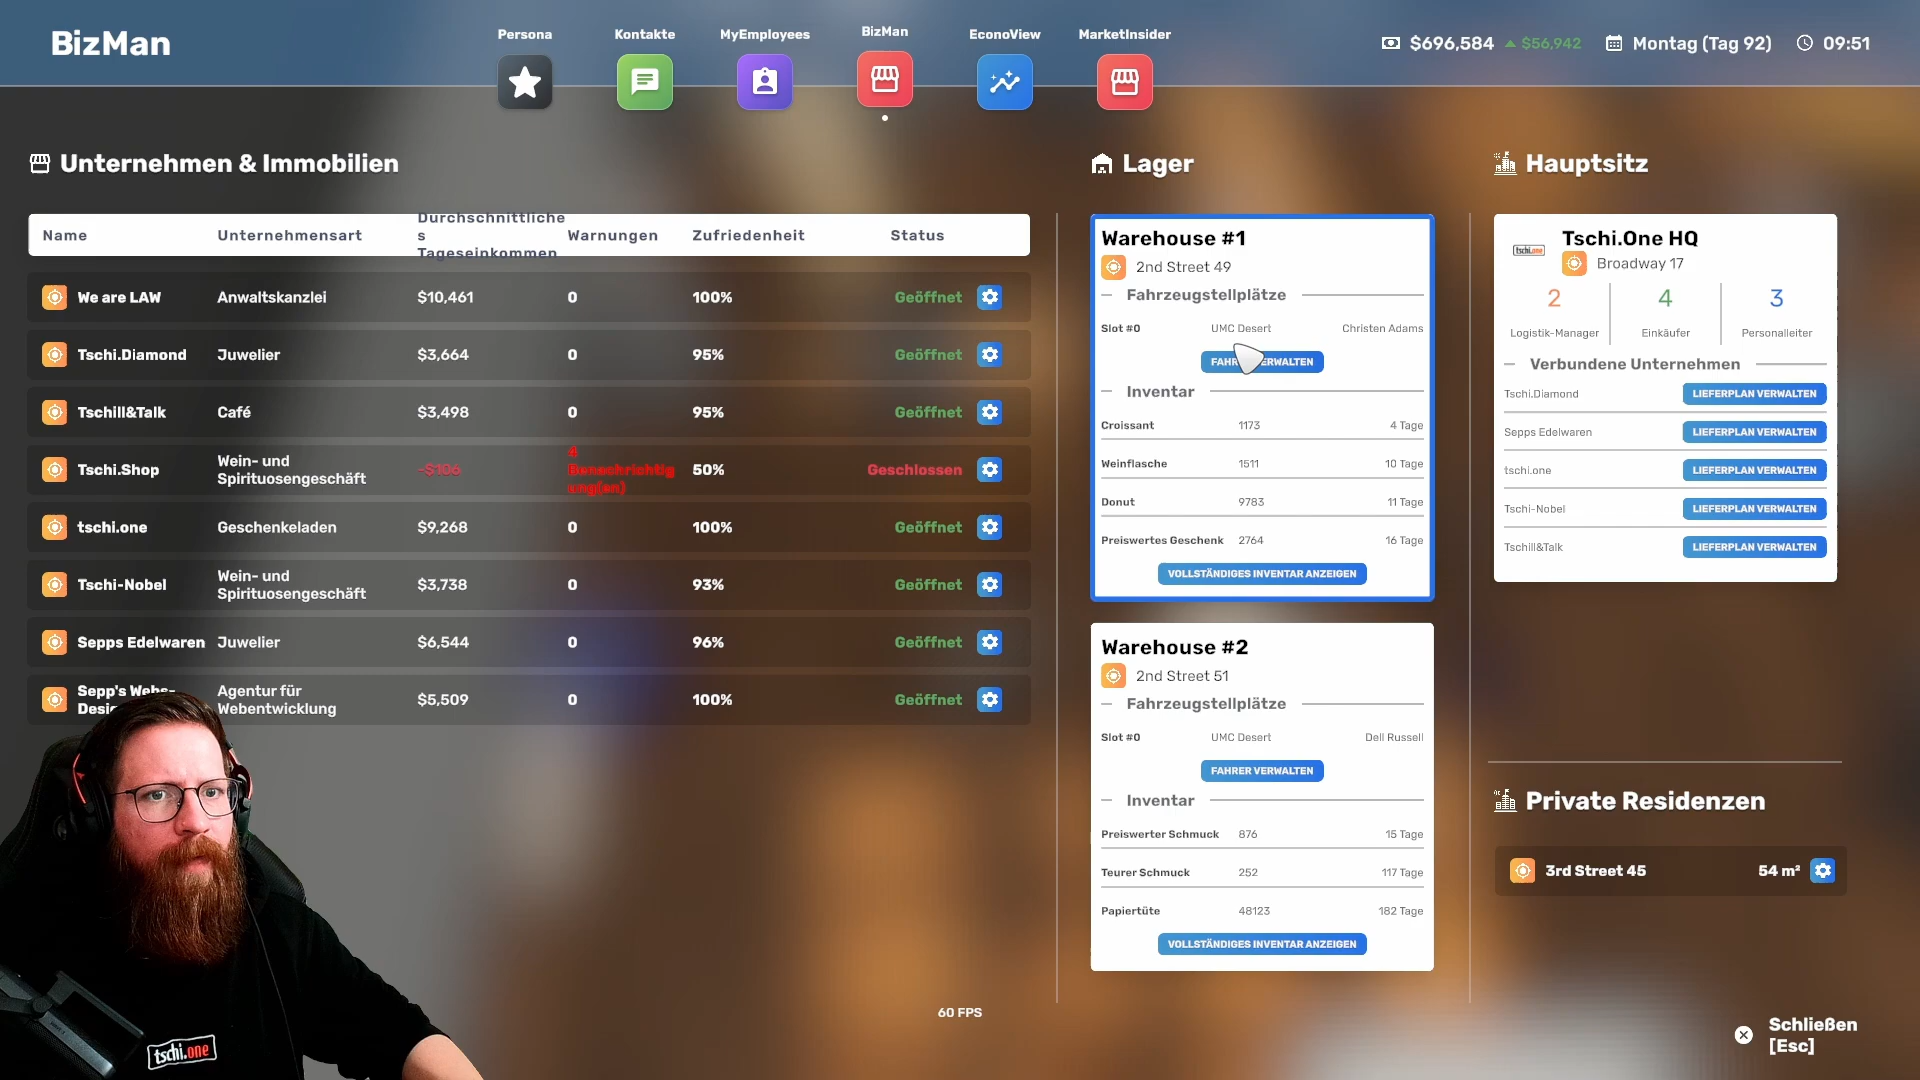 BizMan
Persona
Kontakte
MyEmployees
BizMan
EconoView
MarketInsider
$696,584
$56,942
Montag (Tag 92)
09:51
Unternehmen & Immobilien
Name Unternehmensart Durchschnittliche
s
Tageseinkommen Warnungen Zufriedenheit Status
We are LAW Anwaltskanzlei $10,461 0 100% Geöffnet
Tschi.Diamond Juwelier $3,664 0 95% Geöffnet
Tschill&Talk Café $3,498 0 95% Geöffnet
Tschi.Shop Wein- und
Spirituosengeschäft -$106 4
Benachrichtig
ung(en) 50% Geschlossen
tschi.one Geschenkeladen $9,268 0 100% Geöffnet
Tschi-Nobel Wein- und
Spirituosengeschäft $3,738 0 93% Geöffnet
Sepps Edelwaren Juwelier $6,544 0 96% Geöffnet
Sepp's Webs-
Agentur für
Webentwicklung $5,509 0 100% Geöffnet
Lager
Warehouse #1
2nd Street 49
Fahrzeugstellplätze
Slot #0 UMC Desert Christen Adams
Inventar
Croissant 1173 4 Tage
Weinflasche 1511 10 Tage
Donut 9783 11 Tage
Preiswertes Geschenk 2764 16 Tage
VOLLSTÄNDIGES INVENTAR ANZEIGEN
Warehouse #2
2nd Street 51
Fahrzeugstellplätze
Slot #0 UMC Desert Dell Russell
FAHRER VERWALTEN
Inventar
Preiswerter Schmuck 876 15 Tage
Teurer Schmuck 252 117 Tage
Papiertüte 48123 182 Tage
VOLLSTÄNDIGES INVENTAR ANZEIGEN
Hauptsitz
tschi.one
Tschi.One HQ
Broadway 17
2 4 3
Logistik-Manager Einkäufer Personalleiter
Verbundene Unternehmen
Tschi.Diamond LIEFERPLAN VERWALTEN
Sepps Edelwaren LIEFERPLAN VERWALTEN
tschi.one LIEFERPLAN VERWALTEN
Tschi-Nobel LIEFERPLAN VERWALTEN
Tschill&Talk LIEFERPLAN VERWALTEN
Private Residenzen
3rd Street 45 54 m²
60 FPS
Schließen
[Esc]
tschi.one